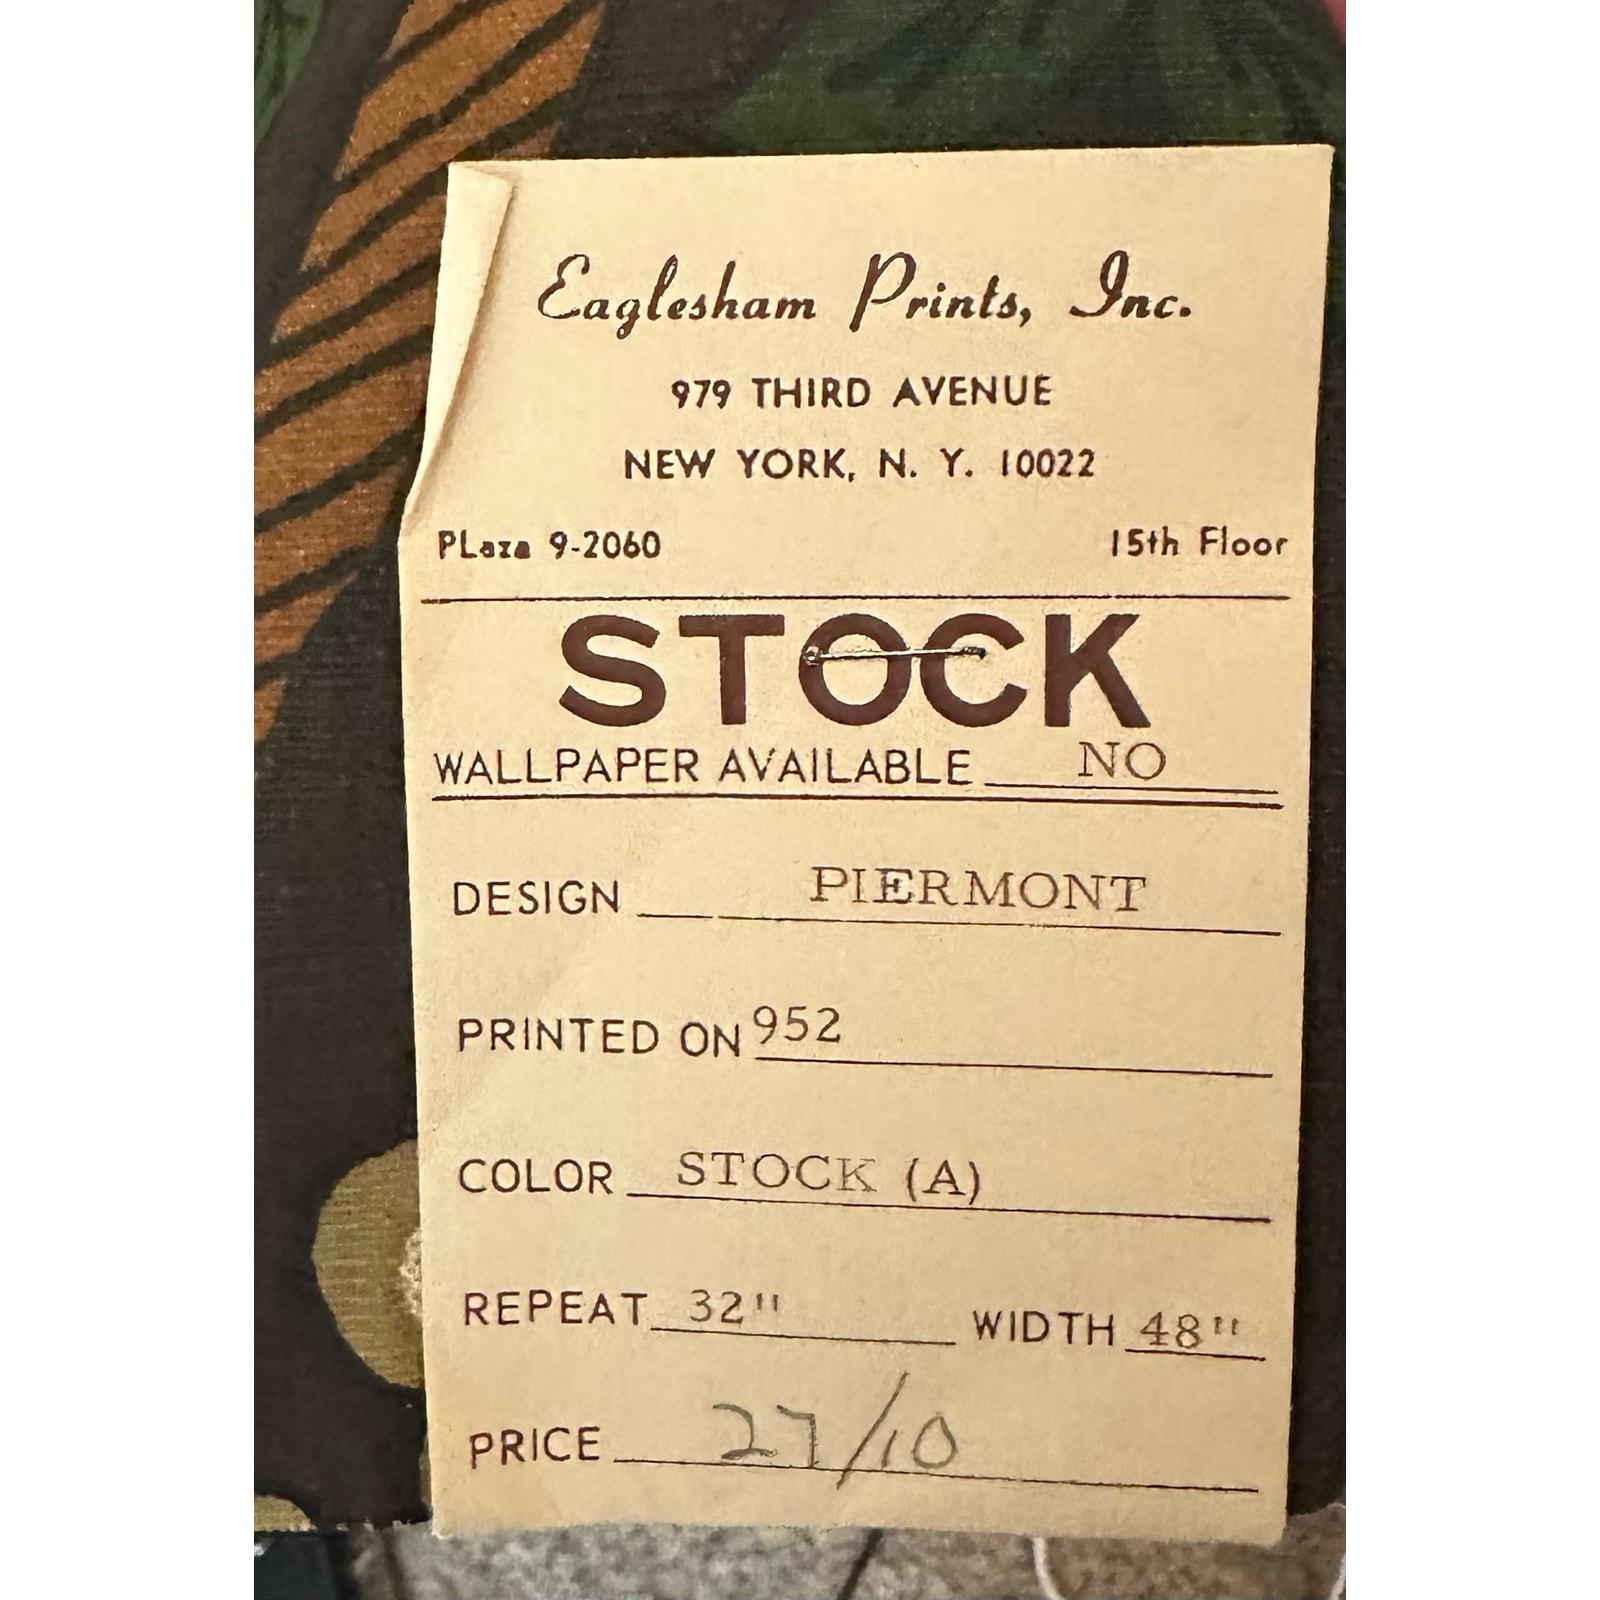 Eaglesham Prints, Inc.
979 THIRD AVENUE
NEW YORK, N. Y. 10022
PLaza 9-2060 15th Floor
STOCK
WALLPAPER AVAILABLE NO
DESIGN PIERMONT
PRINTED ON 952
COLOR STOCK (A)
REPEAT 32" WIDTH 48"
PRICE 27/10